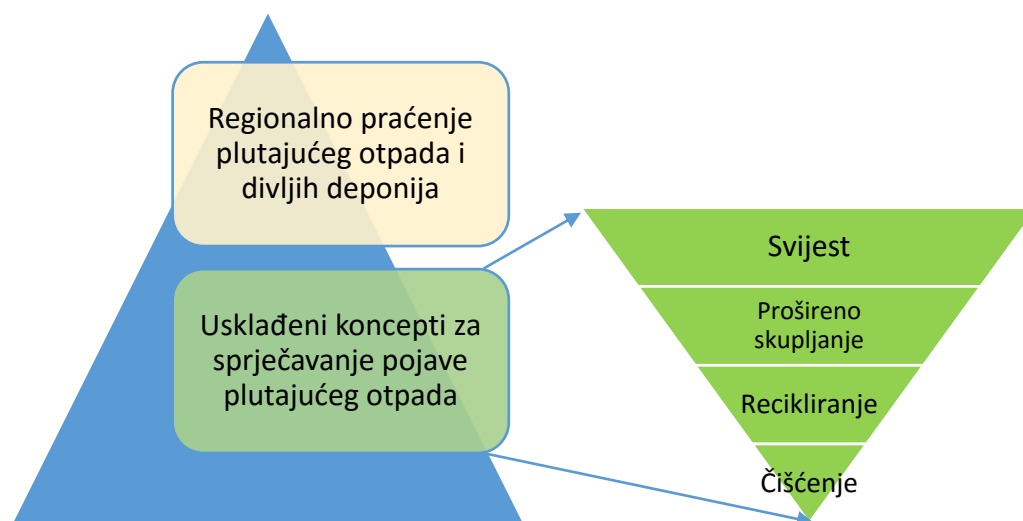 Regionalno praćenje
plutajućeg otpada i
divljih deponija
Usklađeni koncepti za
sprječavanje pojave
plutajućeg otpada
Svijest
Prošireno
skupljanje
Recikliranje
Čišćenje